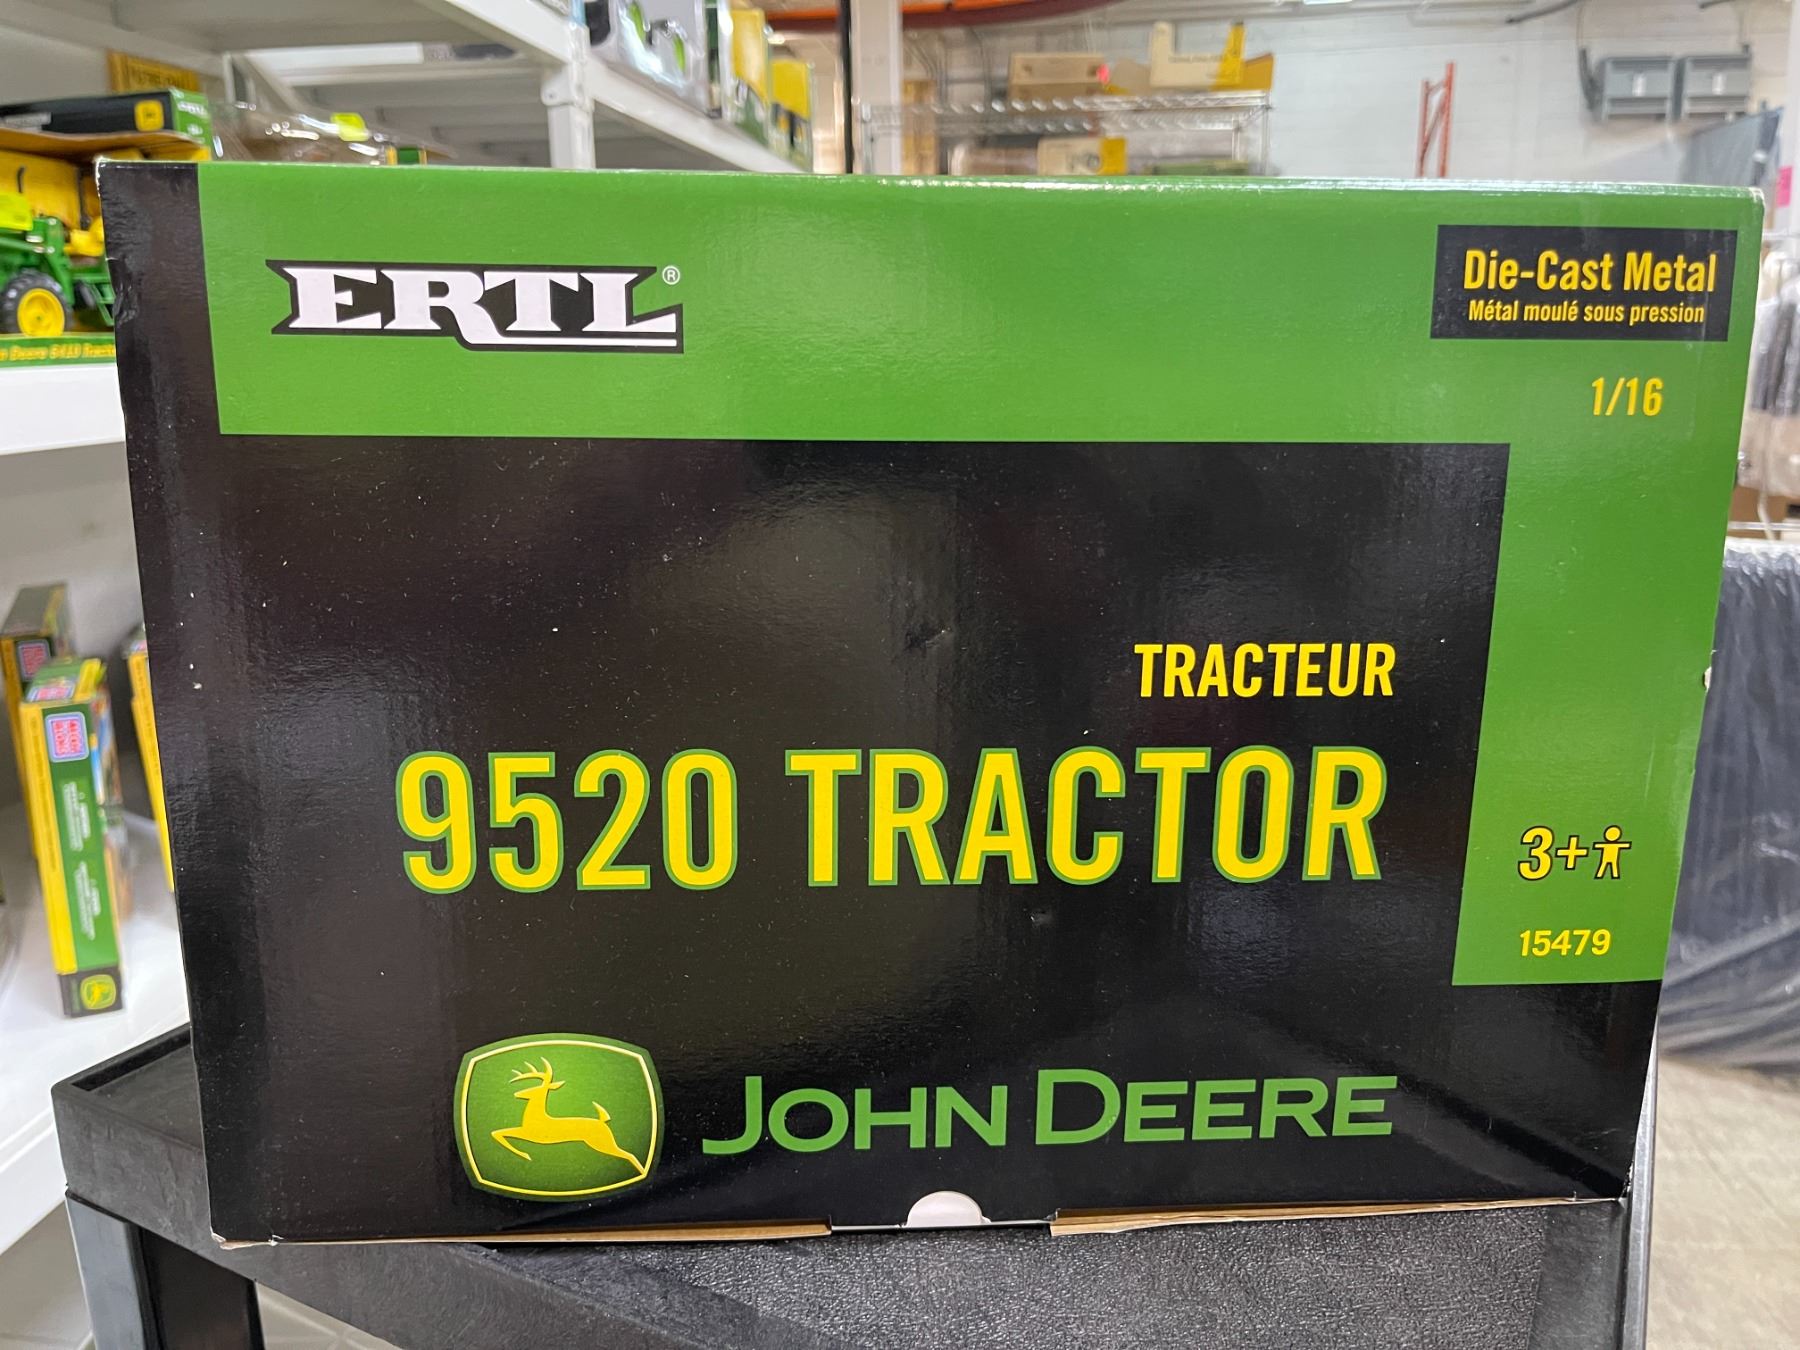 ERTL®
Die-Cast Metal
Métal moulé sous pression
1/16
TRACTEUR
9520 TRACTOR
3+
15479
JOHN DEERE